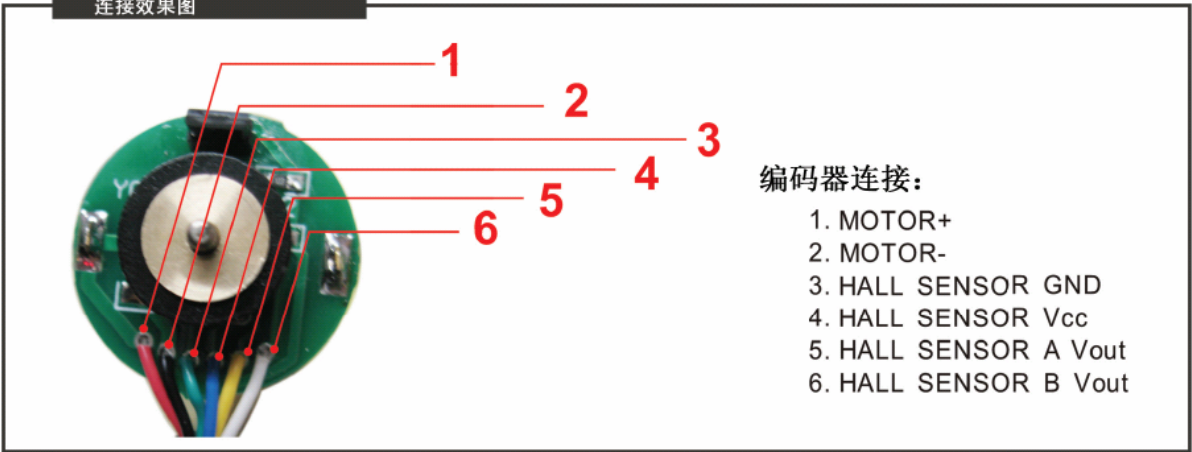 连接效果图
1
2
3
4
5
6
编码器连接:
1. MOTOR+
2. MOTOR-
3. HALL SENSOR GND
4. HALL SENSOR Vcc
5. HALL SENSOR A Vout
6. HALL SENSOR B Vout